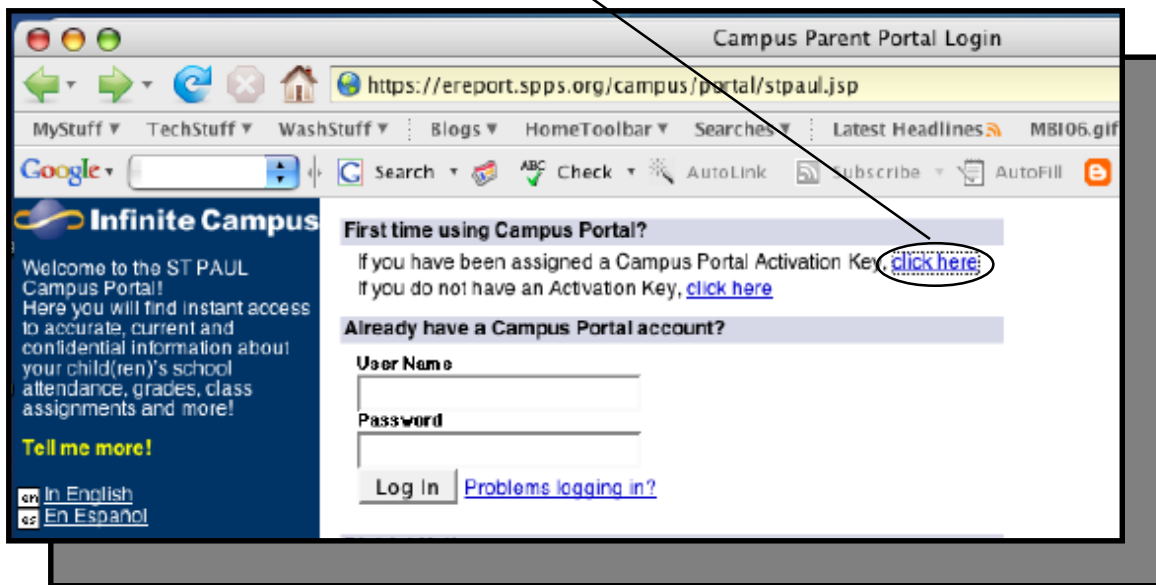 Campus Parent Portal Login
https://ereport.spps.org/campus/portal/stpaul.jsp
MyStuff TechStuff WashStuff Blogs HomeToolbar Searches Latest Headlines MBI06.gif
Google Search ABC Check AutoLink Subscribe AutoFill
Infinite Campus
Welcome to the ST PAUL
Campus Portal!
Here you will find instant access
to accurate, current and
confidential information about
your child(ren)'s school
attendance, grades, class
assignments and more!
Tell me more!
en In English
es En Español
First time using Campus Portal?
If you have been assigned a Campus Portal Activation Key, click here
If you do not have an Activation Key, click here
Already have a Campus Portal account?
User Name
Password
Log In Problems logging in?